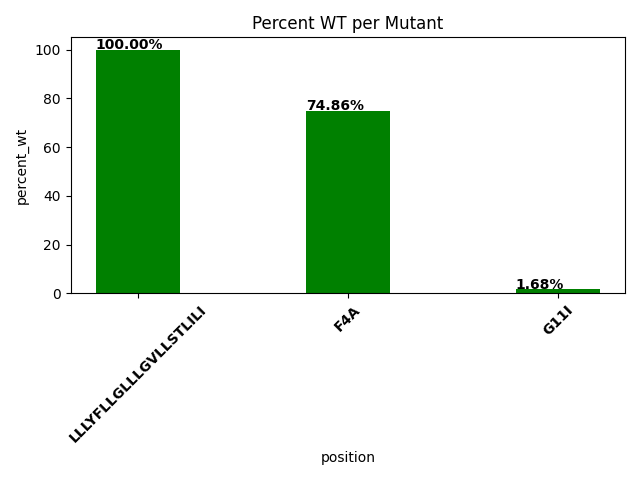 Percent WT per Mutant
percent_wt
100
80
60
40
20
0
100.00%
74.86%
1.68%
LLLYFLLGLLLGVLLSTLILI
F4A
G11I
position